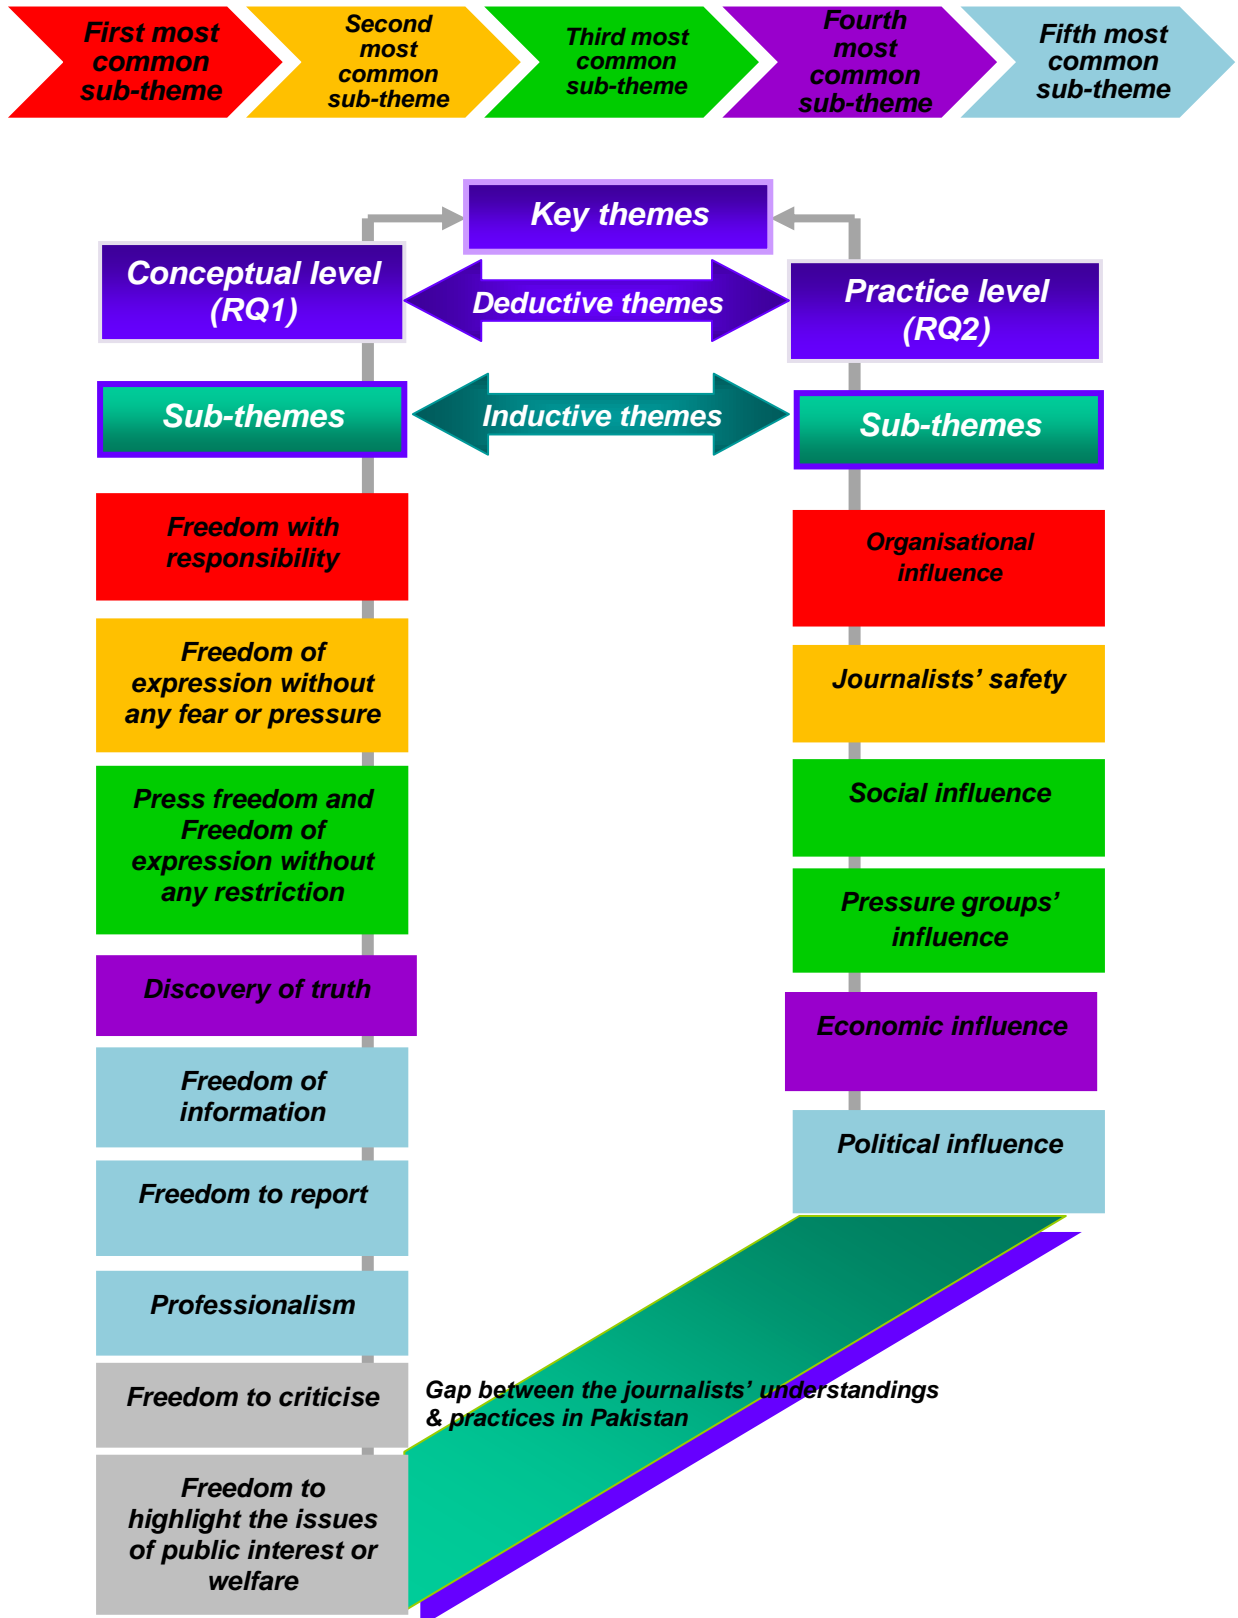 First most
common
sub-theme
Second
most
common
sub-theme
Third most
common
sub-theme
Fourth
most
common
sub-theme
Fifth most
common
sub-theme
Key themes
Conceptual level
(RQ1)
Deductive themes
Practice level
(RQ2)
Sub-themes
Inductive themes
Sub-themes
Freedom with
responsibility
Freedom of
expression without
any fear or pressure
Press freedom and
Freedom of
expression without
any restriction
Discovery of truth
Freedom of
information
Freedom to report
Professionalism
Freedom to criticise
Freedom to
highlight the issues
of public interest or
welfare
Organisational
influence
Journalists’ safety
Social influence
Pressure groups’
influence
Economic influence
Political influence
Gap between the journalists’ understandings
& practices in Pakistan